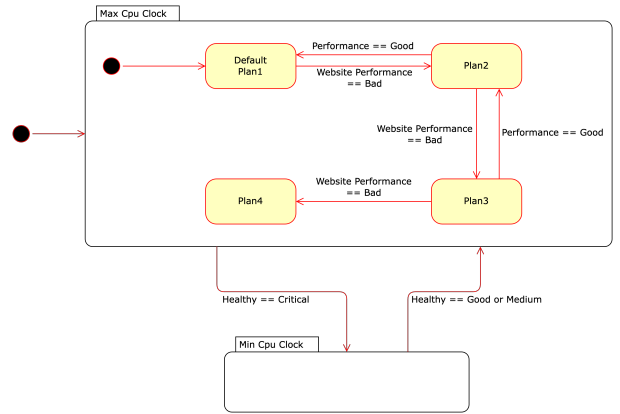 Max Cpu Clock
Performance == Good
Default
Plan1
Plan2
Website Performance
== Bad
Website Performance
== Bad
Performance == Good
Website Performance
== Bad
Plan4
Plan3
Healthy == Critical
Healthy == Good or Medium
Min Cpu Clock